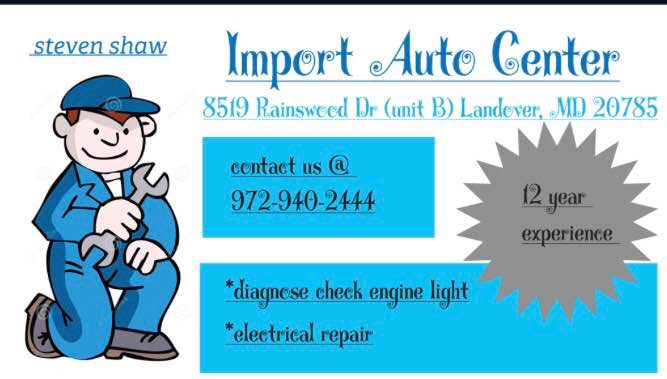 steven shaw
Import Auto Center
8519 Rainswood Dr (unit B) Landover, MD 20785
contact us @
972-940-2444
12 year
experience
*diagnose check engine light
*electrical repair